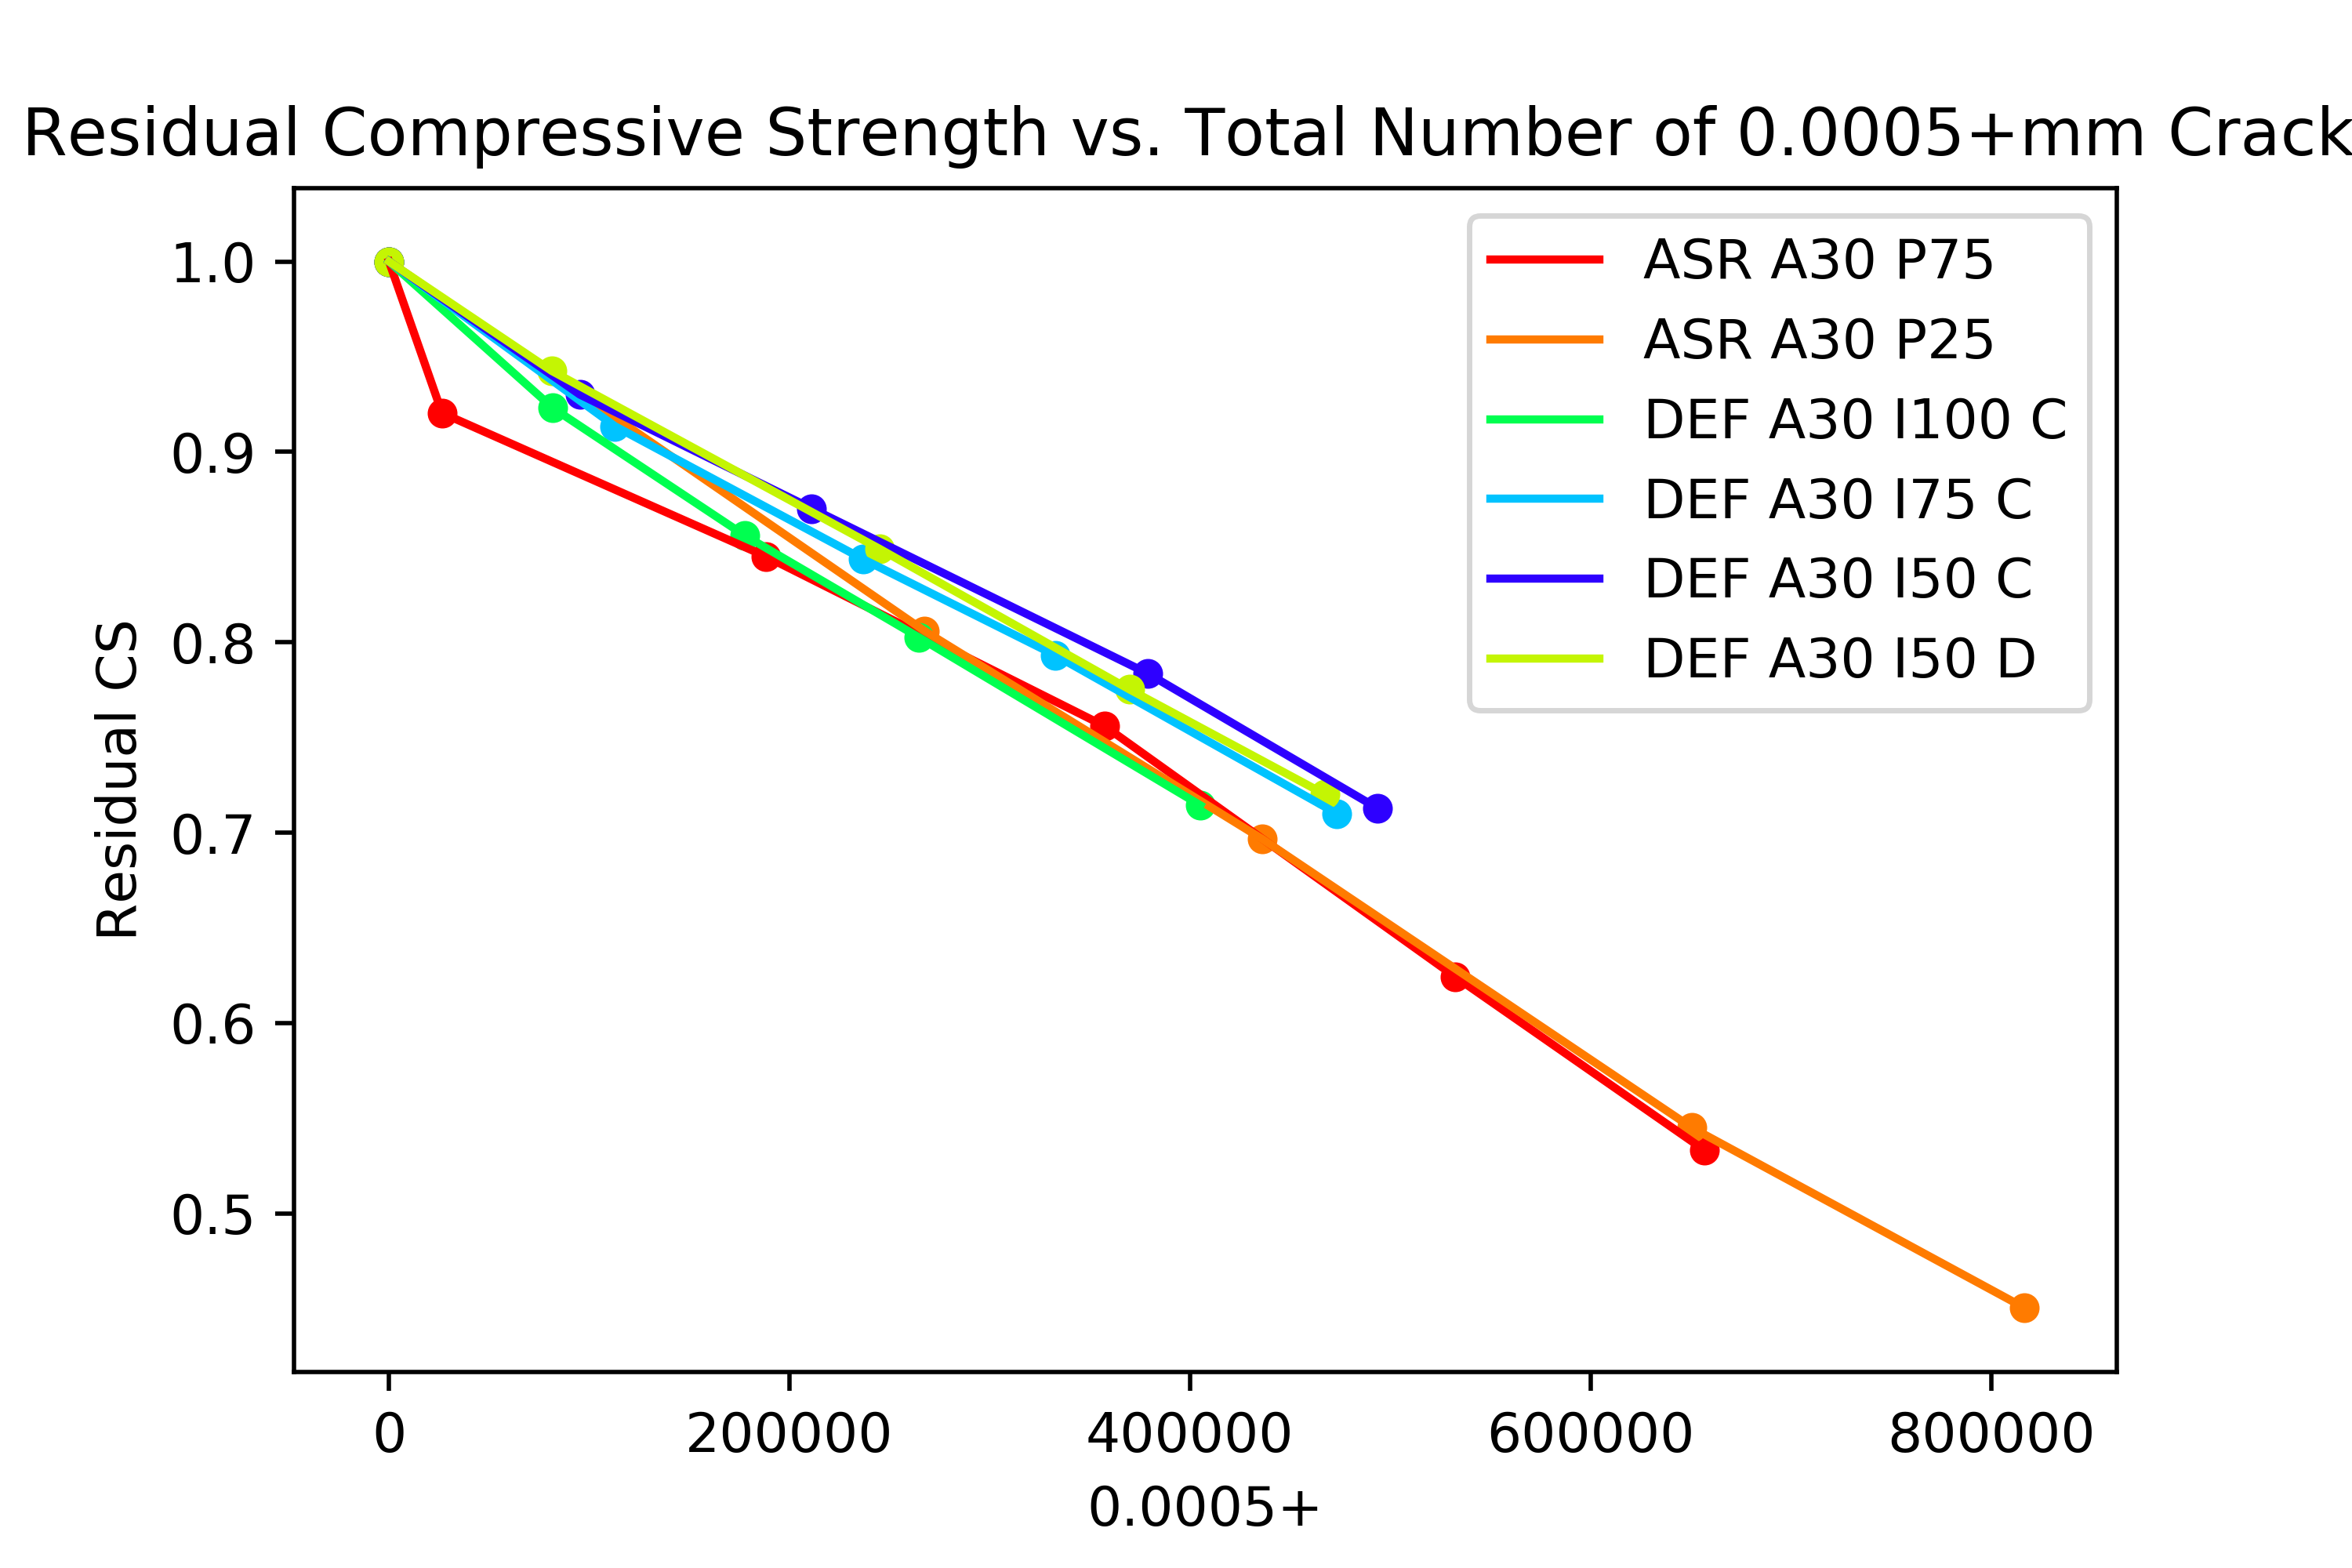 Residual Compressive Strength vs. Total Number of 0.0005+mm Crack
1.0
0.9
0.8
0.7
0.6
0.5
Residual CS
ASR A30 P75
ASR A30 P25
DEF A30 I100 C
DEF A30 I75 C
DEF A30 I50 C
DEF A30 I50 D
0 200000 400000 600000 800000
0.0005+